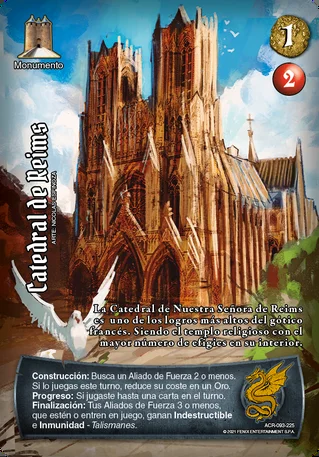 1
Monumento
2
Catedral de Reims
ARTE: NICOLÁS ESPINOZA
La Catedral de Nuestra Señora de Reims
es uno de los logros más altos del gótico
francés. Siendo el templo religioso con el
mayor número de efigies en su interior.
Construcción: Busca un Aliado de Fuerza 2 o menos.
Si lo juegas este turno, reduce su coste en un Oro.
Progreso: Si jugaste hasta una carta en el turno.
Finalización: Tus Aliados de Fuerza 3 o menos,
que estén o entren en juego, ganan Indestructible
e Inmunidad - Talismanes.
ACR-093-225
© 2021 FENIX ENTERTAINMENT S.P.A.